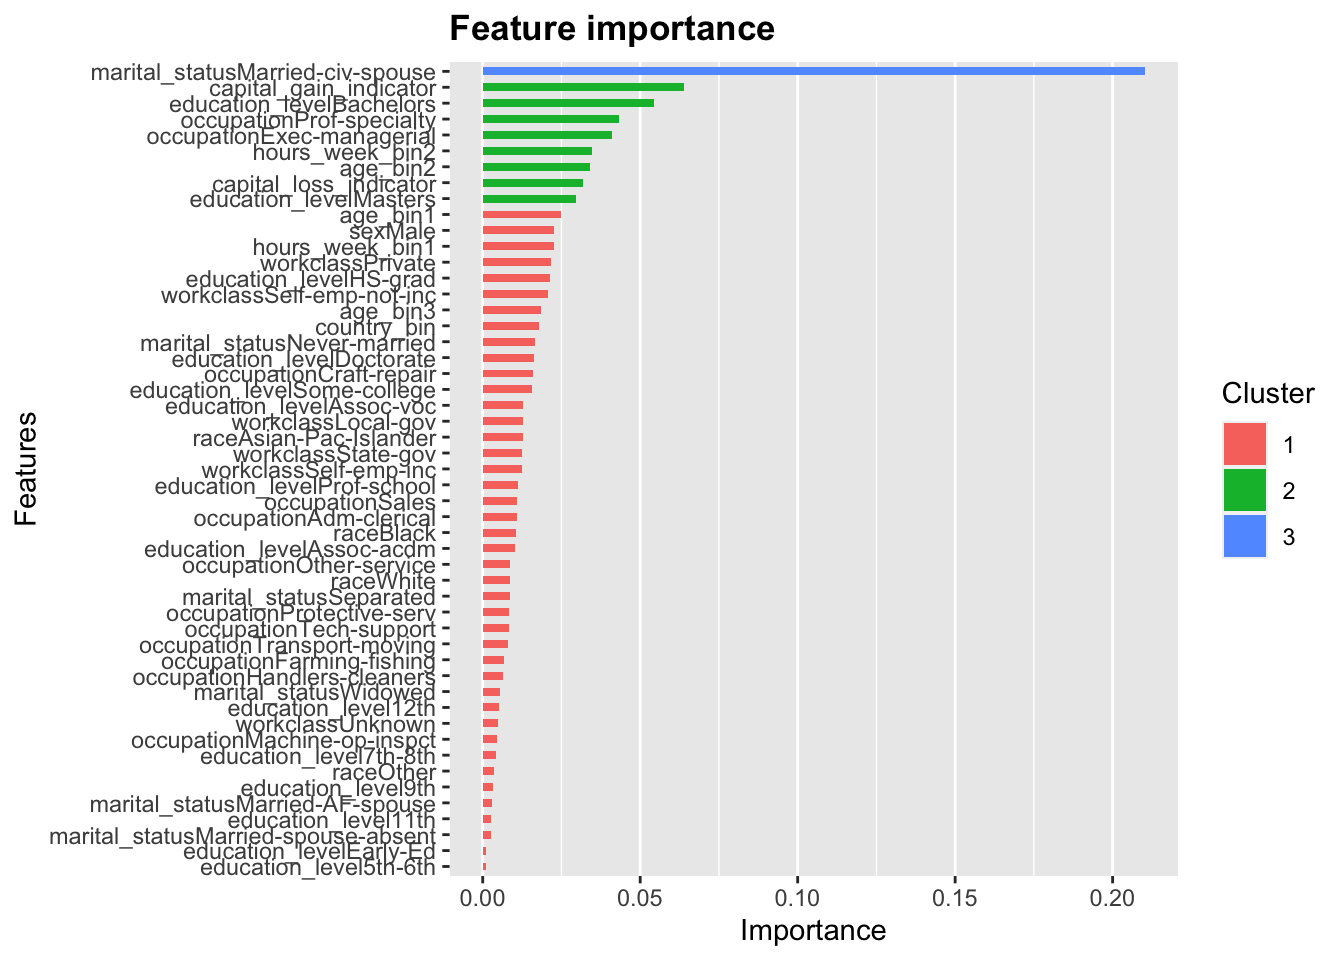 Feature importance
marital_statusMarried-civ-spouse
capital_gain_indicator
education_levelBachelors
occupationProf-specialty
occupationExec-managerial
hours_week_bin2
age_bin2
capital_loss_indicator
education_levelMasters
age_bin1
sexMale
hours_week_bin1
workclassPrivate
education_levelHS-grad
workclassSelf-emp-not-inc
age_bin3
country_bin
marital_statusNever-married
education_levelDoctorate
occupationCraft-repair
education_levelSome-college
education_levelAssoc-voc
workclassLocal-gov
raceAsian-Pac-Islander
workclassState-gov
workclassSelf-emp-inc
education_levelProf-school
occupationSales
occupationAdm-clerical
raceBlack
education_levelAssoc-acdm
occupationOther-service
raceWhite
marital_statusSeparated
occupationProtective-serv
occupationTech-support
occupationTransport-moving
occupationFarming-fishing
occupationHandlers-cleaners
marital_statusWidowed
education_level12th
workclassUnknown
occupationMachine-op-inspct
education_level7th-8th
raceOther
education_level9th
marital_statusMarried-AF-spouse
education_level11th
marital_statusMarried-spouse-absent
education_levelEarly-Ed
education_level5th-6th
Features
0.00 0.05 0.10 0.15 0.20
Importance
Cluster
1
2
3